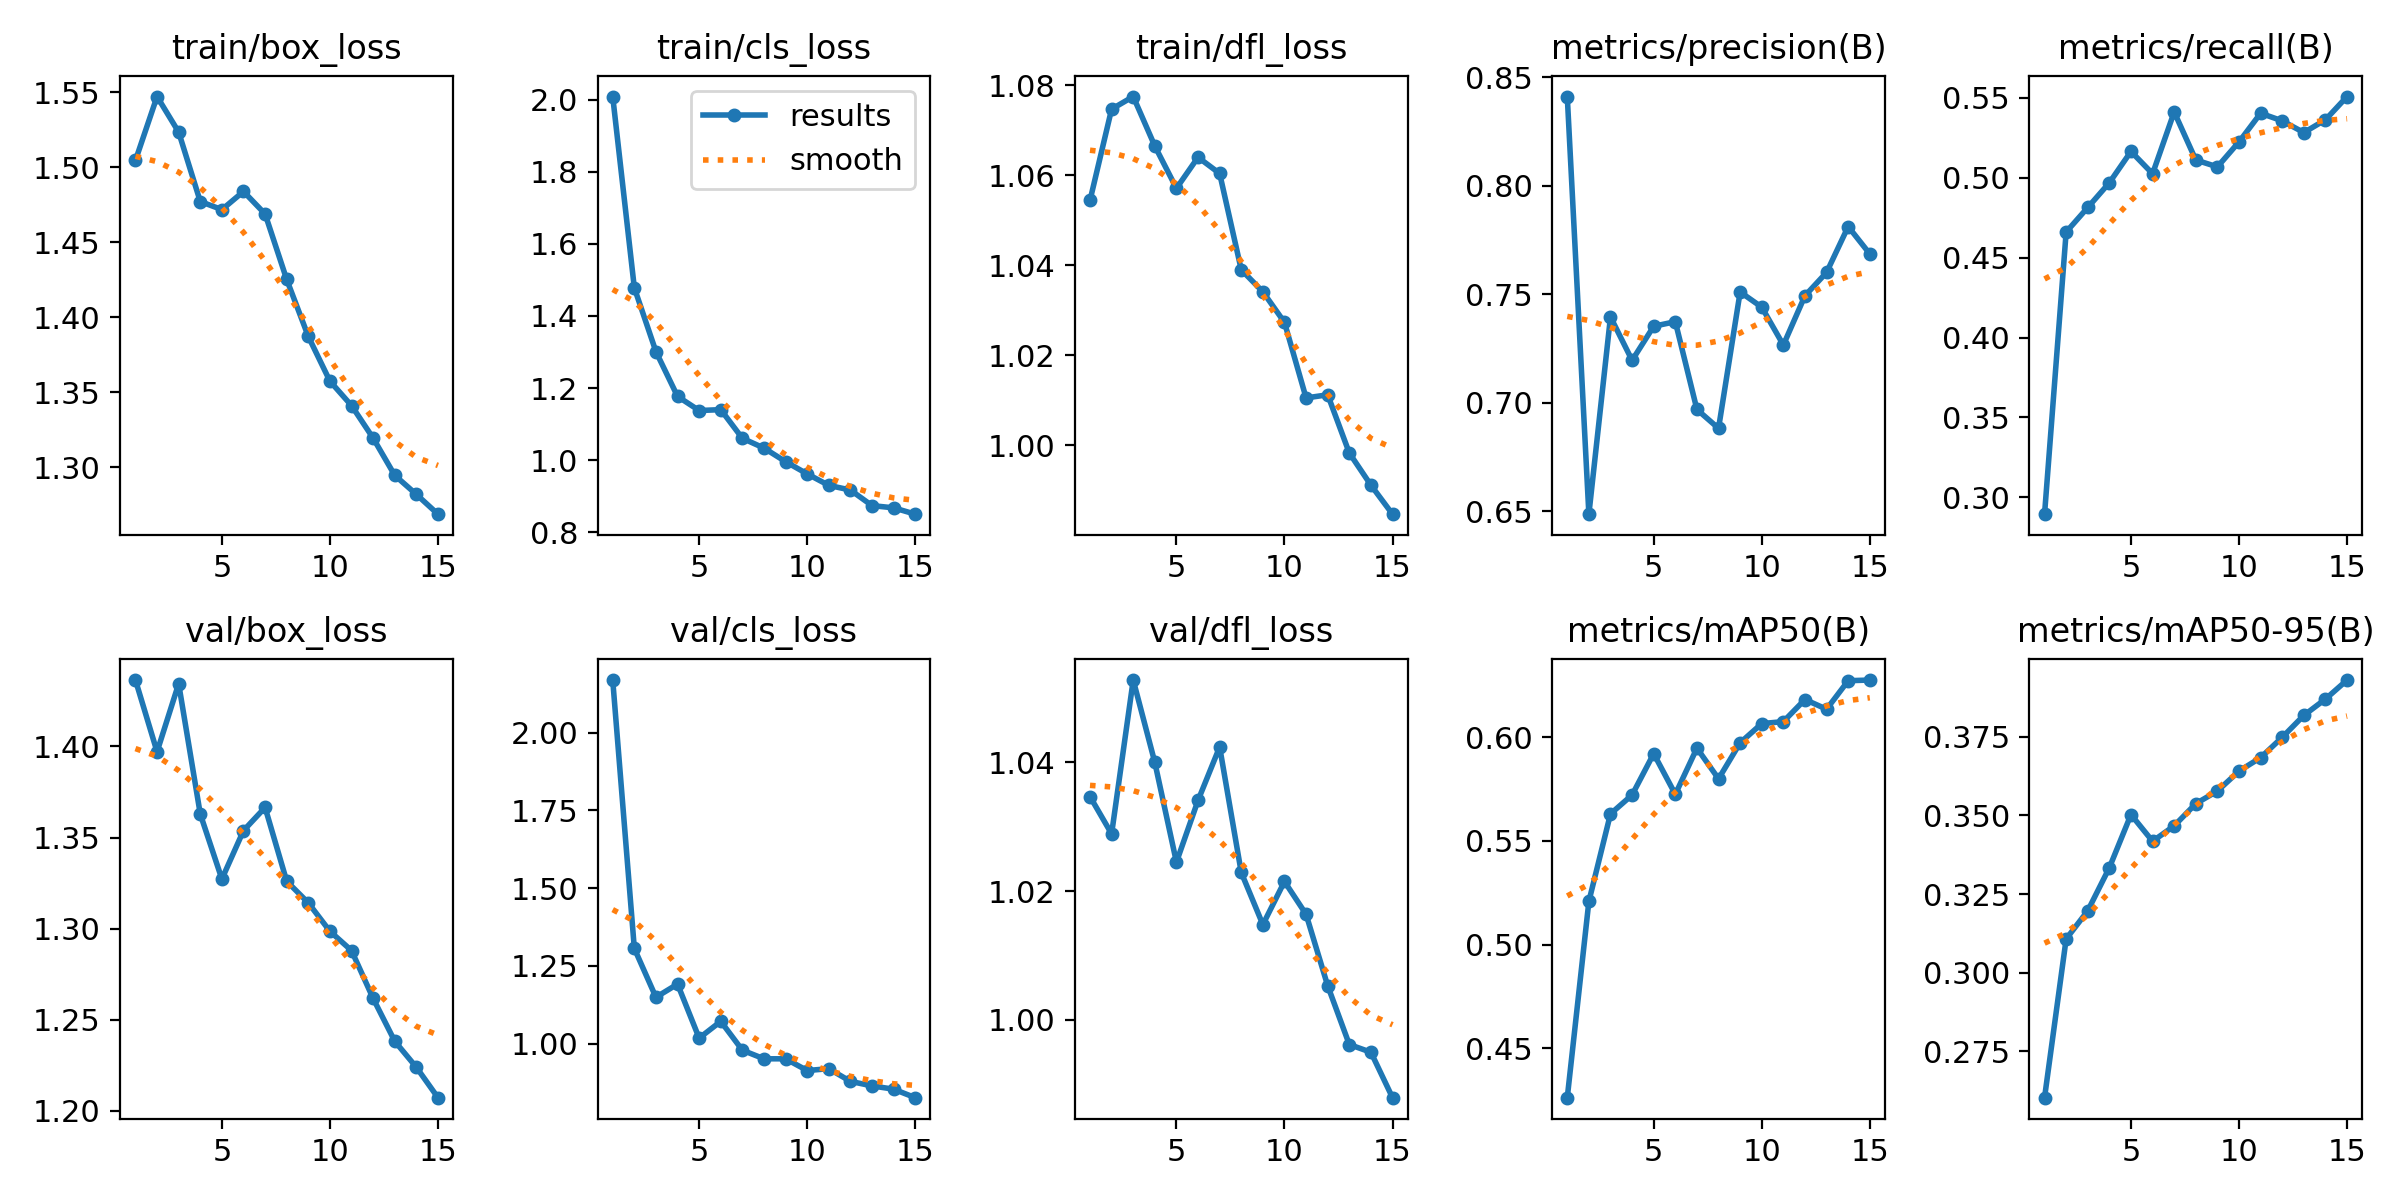 train/box_loss
1.55
1.50
1.45
1.40
1.35
1.30
5 10 15
train/cls_loss
results
smooth
2.0
1.8
1.6
1.4
1.2
1.0
0.8
5 10 15
train/dfl_loss
1.08
1.06
1.04
1.02
1.00
5 10 15
metrics/precision(B)
0.85
0.80
0.75
0.70
0.65
5 10 15
metrics/recall(B)
0.55
0.50
0.45
0.40
0.35
0.30
5 10 15
val/box_loss
1.40
1.35
1.30
1.25
1.20
5 10 15
val/cls_loss
2.00
1.75
1.50
1.25
1.00
5 10 15
val/dfl_loss
1.04
1.02
1.00
5 10 15
metrics/mAP50(B)
0.60
0.55
0.50
0.45
5 10 15
metrics/mAP50-95(B)
0.375
0.350
0.325
0.300
0.275
5 10 15